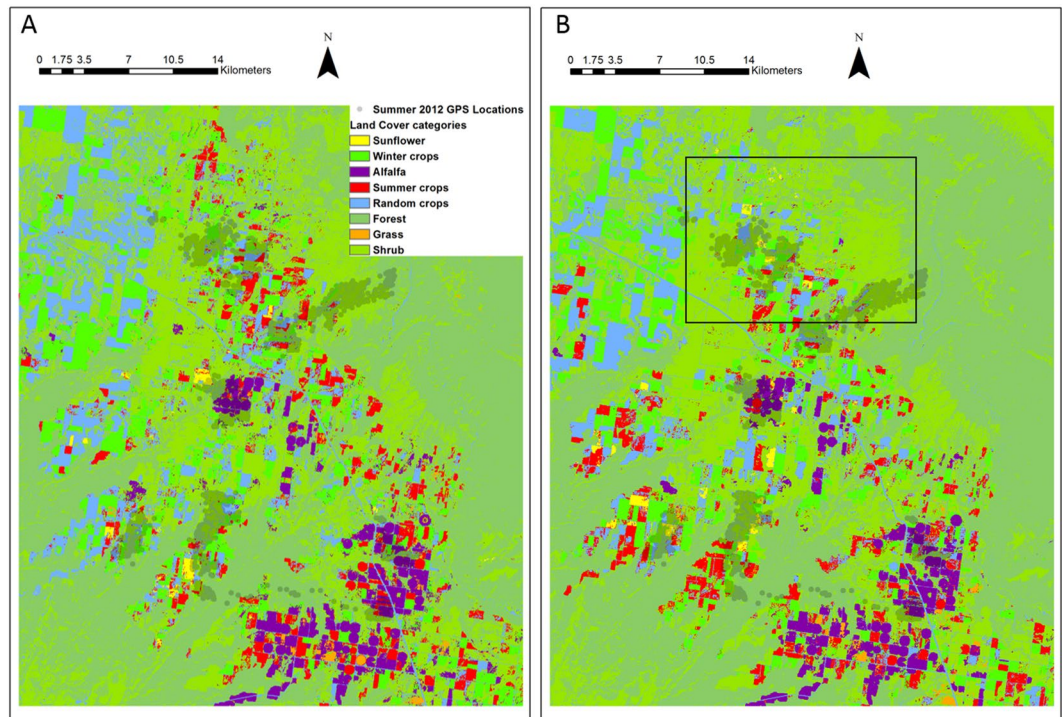 A
N
0 1.75 3.5 7 10.5 14
Kilometers
Summer 2012 GPS Locations
Land Cover categories
Sunflower
Winter crops
Alfalfa
Summer crops
Random crops
Forest
Grass
Shrub
B
N
0 1.75 3.5 7 10.5 14
Kilometers